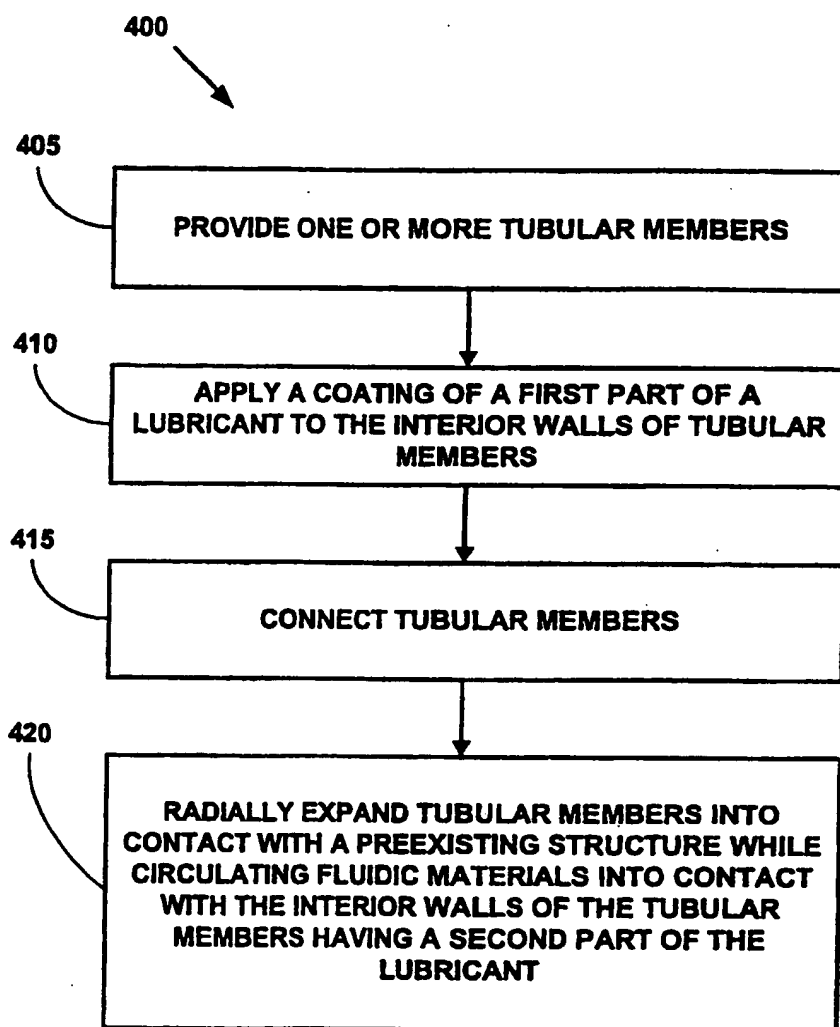 400
405
PROVIDE ONE OR MORE TUBULAR MEMBERS
410
APPLY A COATING OF A FIRST PART OF A
LUBRICANT TO THE INTERIOR WALLS OF TUBULAR
MEMBERS
415
CONNECT TUBULAR MEMBERS
420
RADIALLY EXPAND TUBULAR MEMBERS INTO
CONTACT WITH A PREEXISTING STRUCTURE WHILE
CIRCULATING FLUIDIC MATERIALS INTO CONTACT
WITH THE INTERIOR WALLS OF THE TUBULAR
MEMBERS HAVING A SECOND PART OF THE
LUBRICANT